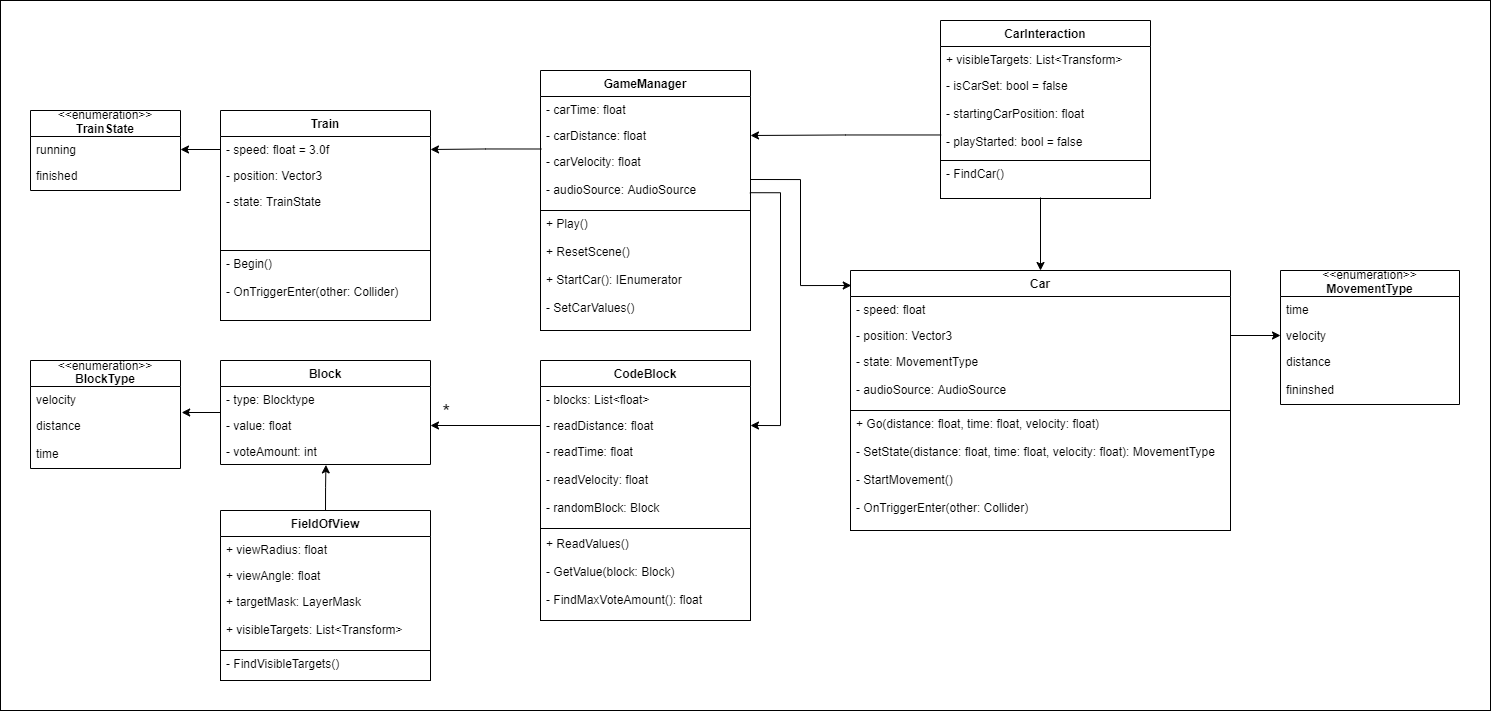 CarInteraction
+ visibleTargets: List<Transform>
- isCarSet: bool = false
- startingCarPosition: float
- playStarted: bool = false
- FindCar()
GameManager
- carTime: float
- carDistance: float
- carVelocity: float
- audioSource: AudioSource
+ Play()
+ ResetScene()
+ StartCar(): IEnumerator
- SetCarValues()
<<enumeration>>
TrainState
running
finished
Train
- speed: float = 3.0f
- position: Vector3
- state: TrainState
- Begin()
- OnTriggerEnter(other: Collider)
Car
- speed: float
- position: Vector3
- state: MovementType
- audioSource: AudioSource
+ Go(distance: float, time: float, velocity: float)
- SetState(distance: float, time: float, velocity: float): MovementType
- StartMovement()
- OnTriggerEnter(other: Collider)
<<enumeration>>
MovementType
time
velocity
distance
fininshed
<<enumeration>>
BlockType
velocity
distance
time
Block
- type: Blocktype
- value: float
- voteAmount: int
*
CodeBlock
- blocks: List<float>
- readDistance: float
- readTime: float
- readVelocity: float
- randomBlock: Block
+ ReadValues()
- GetValue(block: Block)
- FindMaxVoteAmount(): float
FieldOfView
+ viewRadius: float
+ viewAngle: float
+ targetMask: LayerMask
+ visibleTargets: List<Transform>
- FindVisibleTargets()